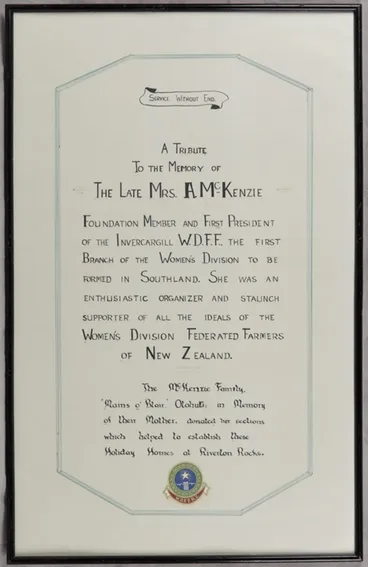 SERVICE WITHOUT END.
A TRIBUTE
TO THE MEMORY OF
THE LATE MRS. A McKENZIE
FOUNDATION MEMBER AND FIRST PRESIDENT
OF THE INVERCARGILL W.D.F.F. THE FIRST
BRANCH OF THE WOMEN'S DIVISION TO BE
FORMED IN SOUTHLAND. SHE WAS AN
ENTHUSIASTIC ORGANIZER AND STALINCH
SUPPORTER OF ALL THE IDEALS OF THE
WOMEN'S DIVISION FEDERATED FARMERS
OF NEW ZEALAND.
The McKenzie Family,
'Mains o' Blair,' Otahuti, in Memory
of their Mother, donated her sections
which helped to establish these
Holiday Homes at Riverton Rocks.